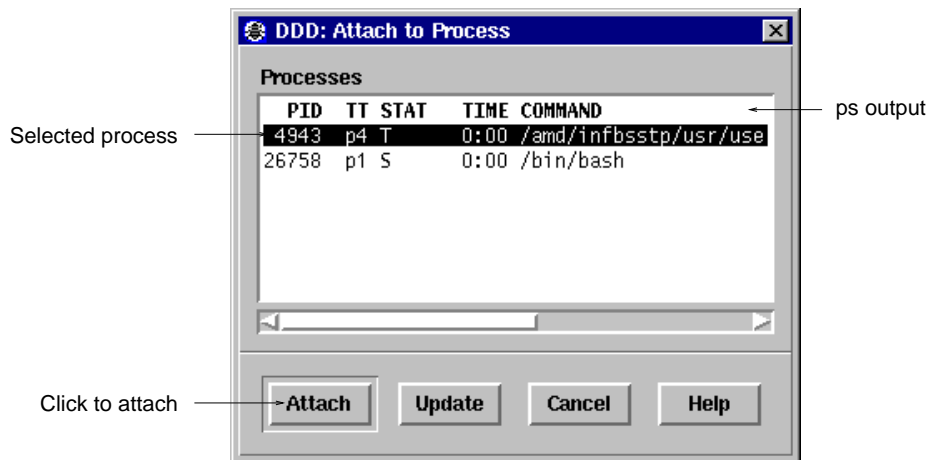 DDD: Attach to Process
Processes
PID TT STAT TIME COMMAND
ps output
Selected process
4943 p4 T 0:00 /amd/infbsstp/usr/use
26758 p1 S 0:00 /bin/bash
Click to attach
Attach
Update
Cancel
Help